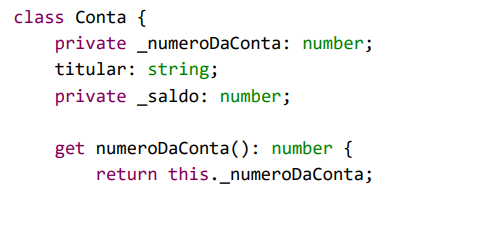 class Conta {
    private _numeroDaConta: number;
    titular: string;
    private _saldo: number;

    get numeroDaConta(): number {
        return this._numeroDaConta;